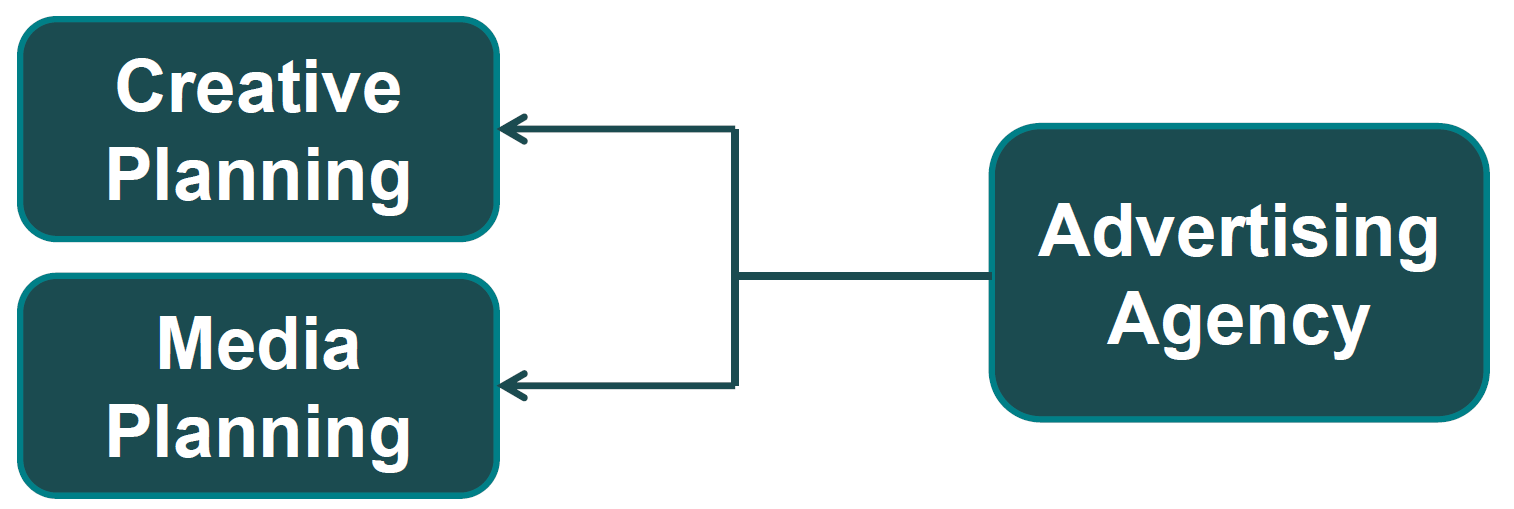 Creative
Planning
Media
Planning
Advertising
Agency